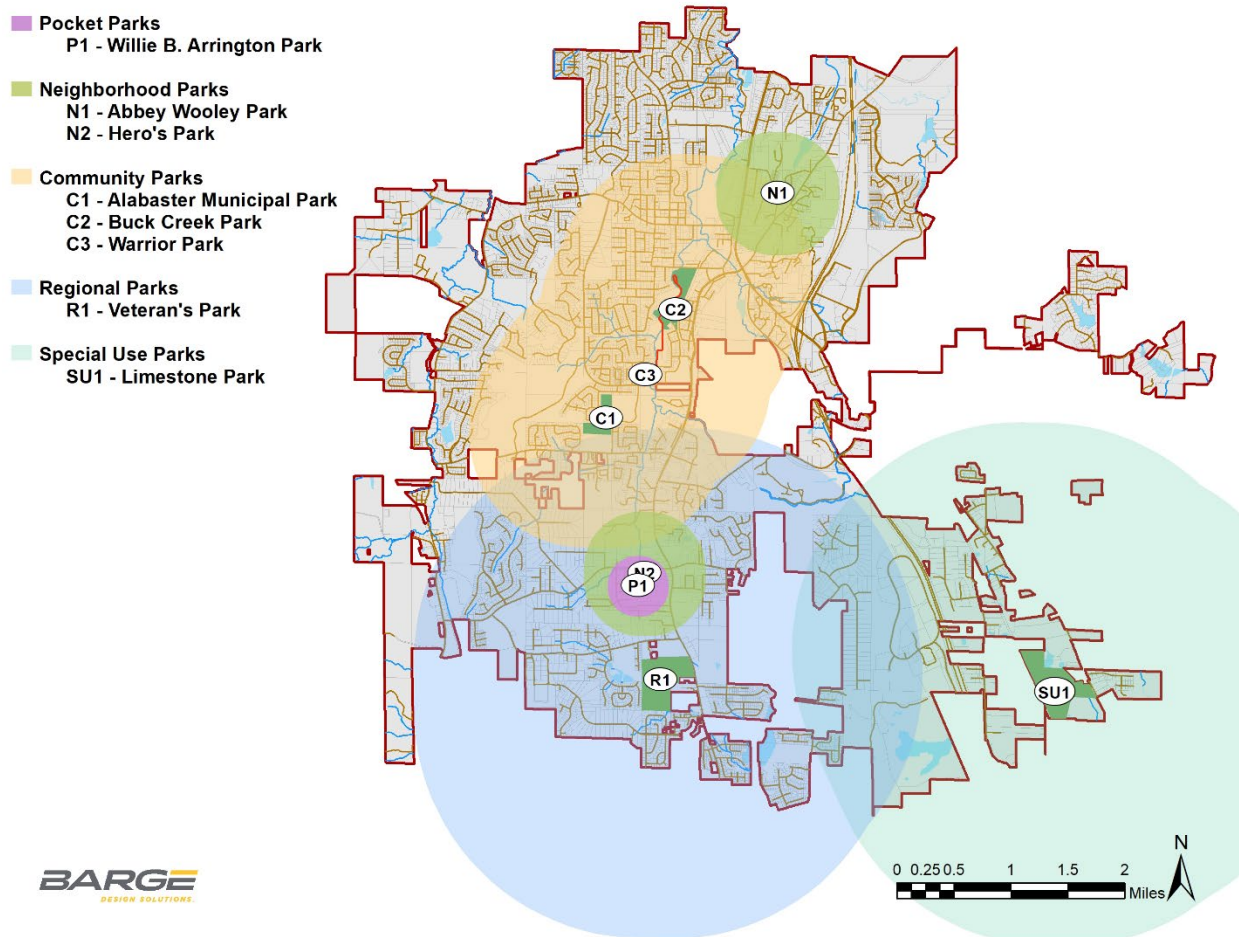 Pocket Parks
P1 - Willie B. Arrington Park
Neighborhood Parks
N1 - Abbey Wooley Park
N2 - Hero's Park
Community Parks
C1 - Alabaster Municipal Park
C2 - Buck Creek Park
C3 - Warrior Park
Regional Parks
R1 - Veteran's Park
Special Use Parks
SU1 - Limestone Park
N1
C2
C3
C1
N2
P1
R1
SU1
BARGE
DESIGN SOLUTIONS.
N
0 0.25 0.5 1 1.5 2
Miles